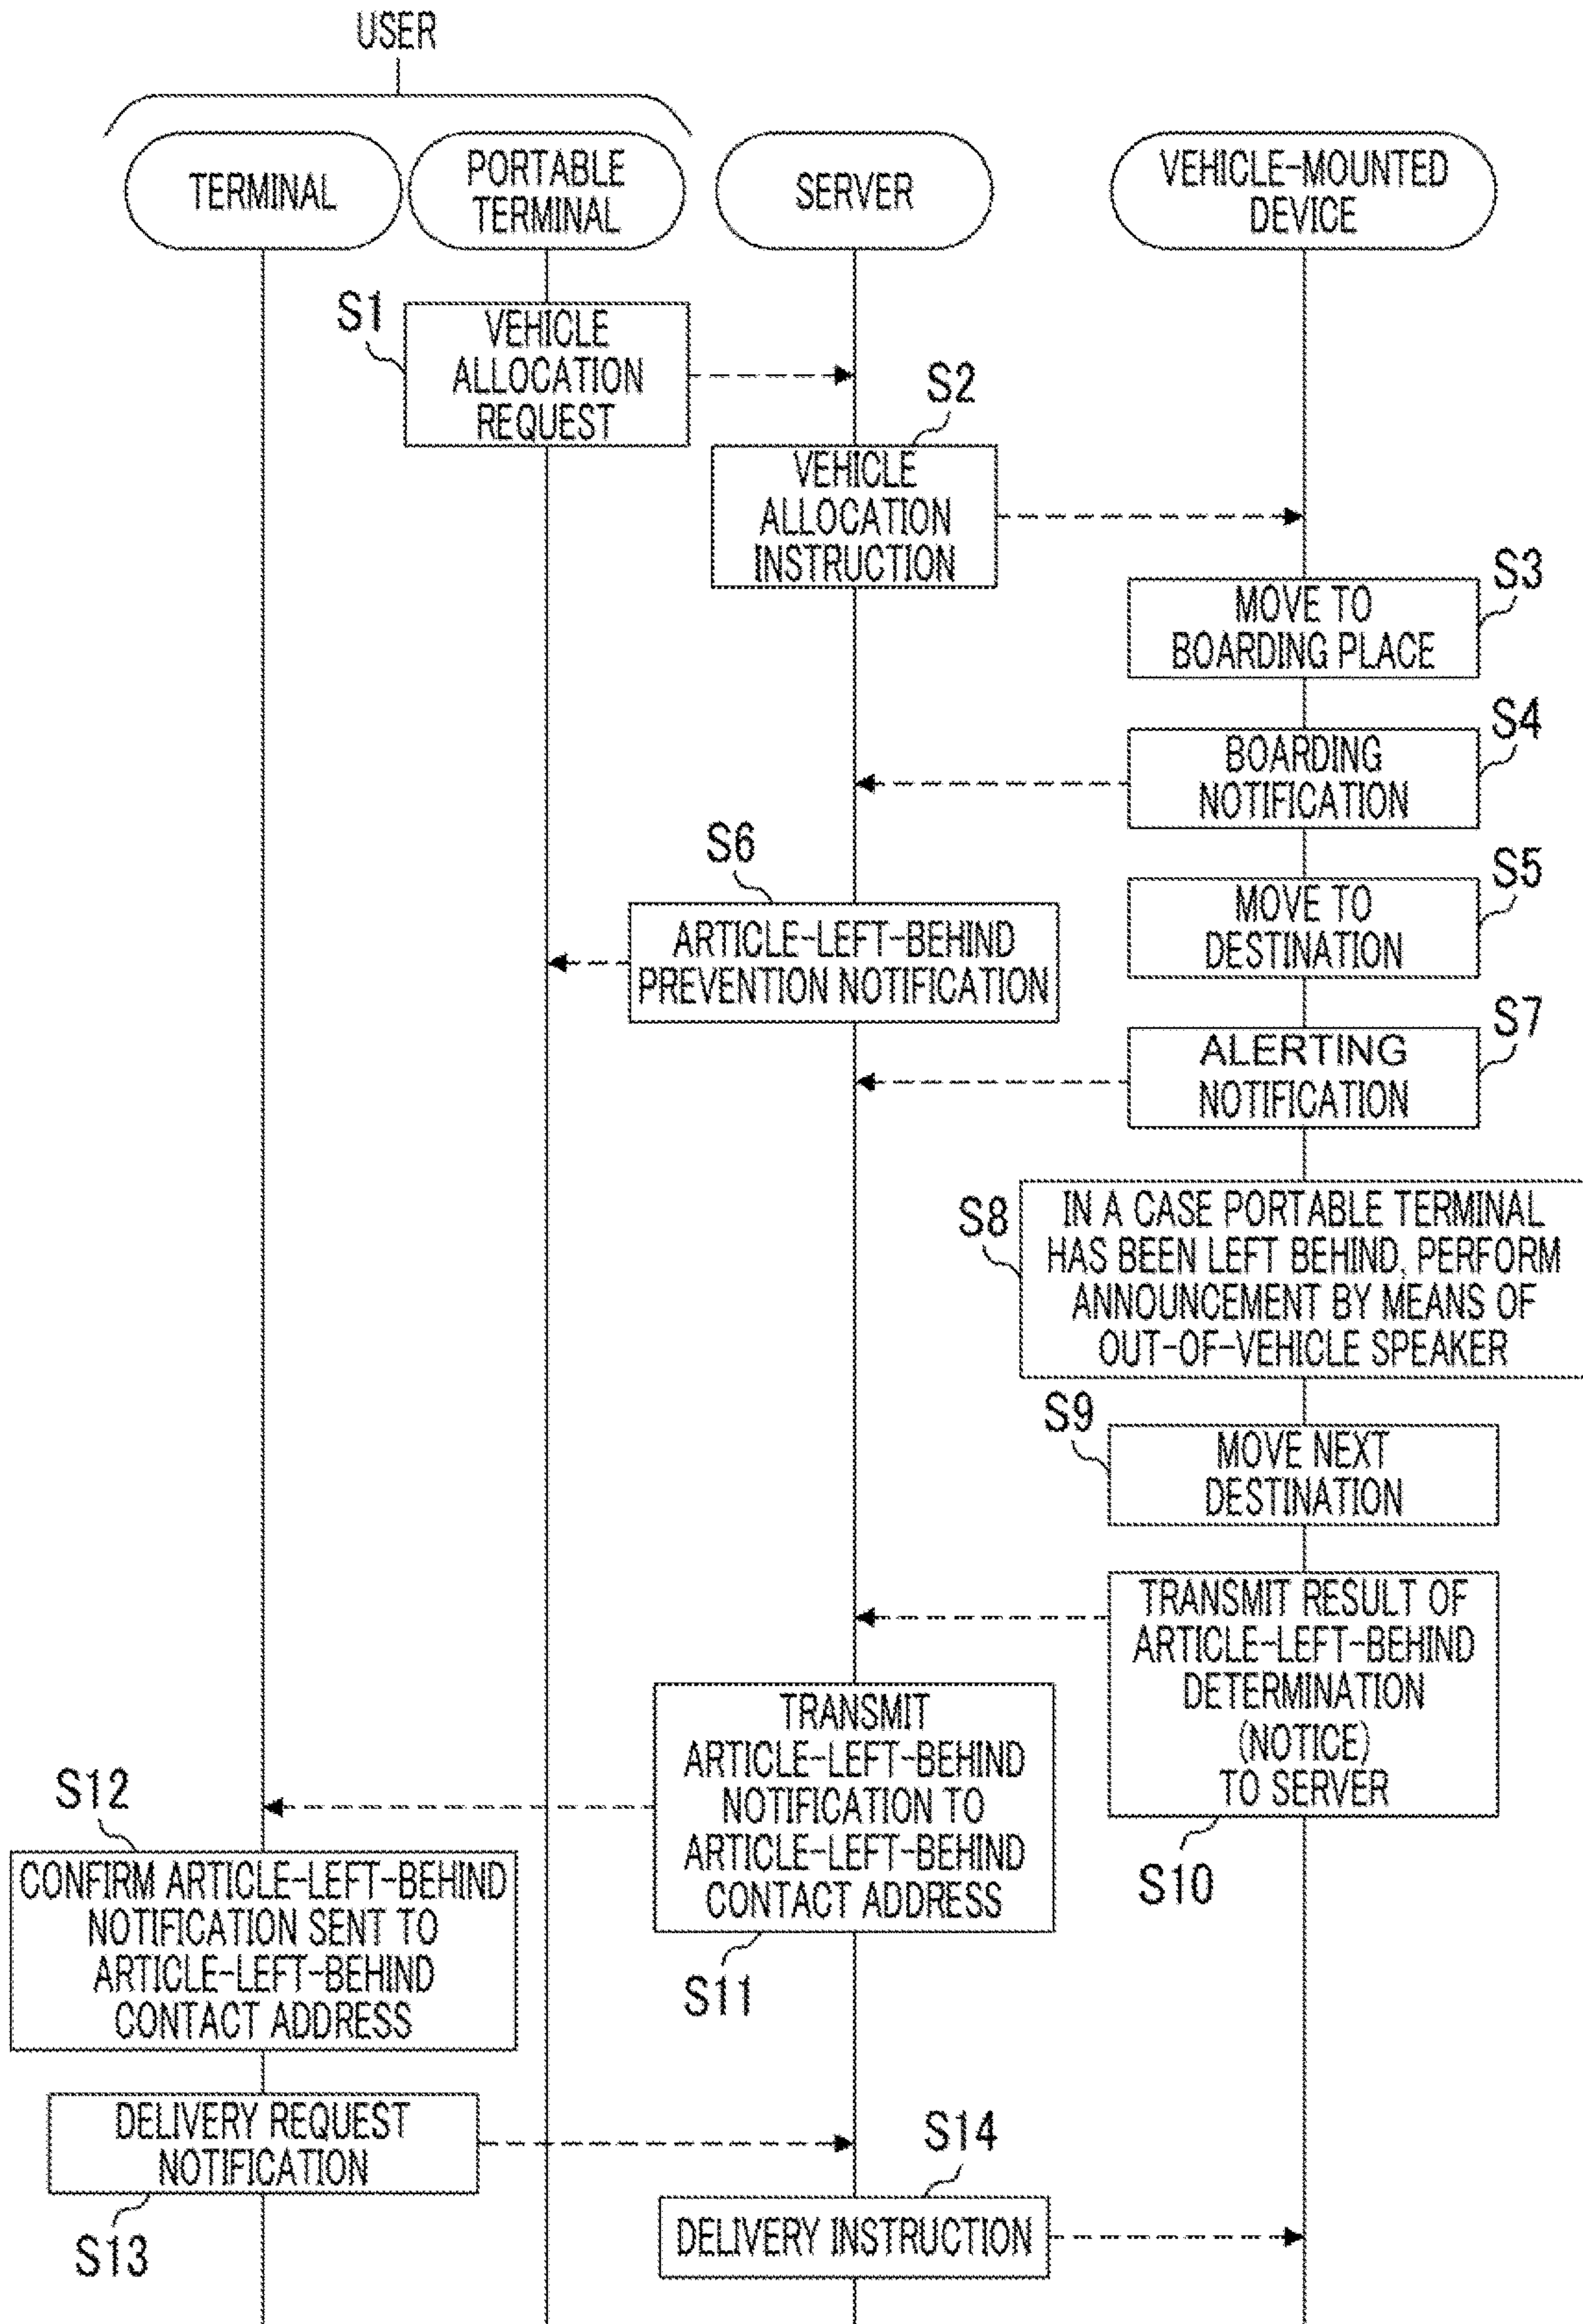 USER
TERMINAL
PORTABLE
TERMINAL
SERVER
VEHICLE-MOUNTED
DEVICE
S1
VEHICLE
ALLOCATION
REQUEST
S2
VEHICLE
ALLOCATION
INSTRUCTION
S3
MOVE TO
BOARDING PLACE
S4
BOARDING
NOTIFICATION
S5
MOVE TO
DESTINATION
S6
ARTICLE-LEFT-BEHIND
PREVENTION NOTIFICATION
S7
ALERTING
NOTIFICATION
S8
IN A CASE PORTABLE TERMINAL
HAS BEEN LEFT BEHIND, PERFORM
ANNOUNCEMENT BY MEANS OF
OUT-OF-VEHICLE SPEAKER
S9
MOVE NEXT
DESTINATION
TRANSMIT RESULT OF
ARTICLE-LEFT-BEHIND
DETERMINATION
(NOTICE)
TO SERVER
S10
TRANSMIT
ARTICLE-LEFT-BEHIND
NOTIFICATION TO
ARTICLE-LEFT-BEHIND
CONTACT ADDRESS
S11
S12
CONFIRM ARTICLE-LEFT-BEHIND
NOTIFICATION SENT TO
ARTICLE-LEFT-BEHIND
CONTACT ADDRESS
DELIVERY REQUEST
NOTIFICATION
S13
S14
DELIVERY INSTRUCTION